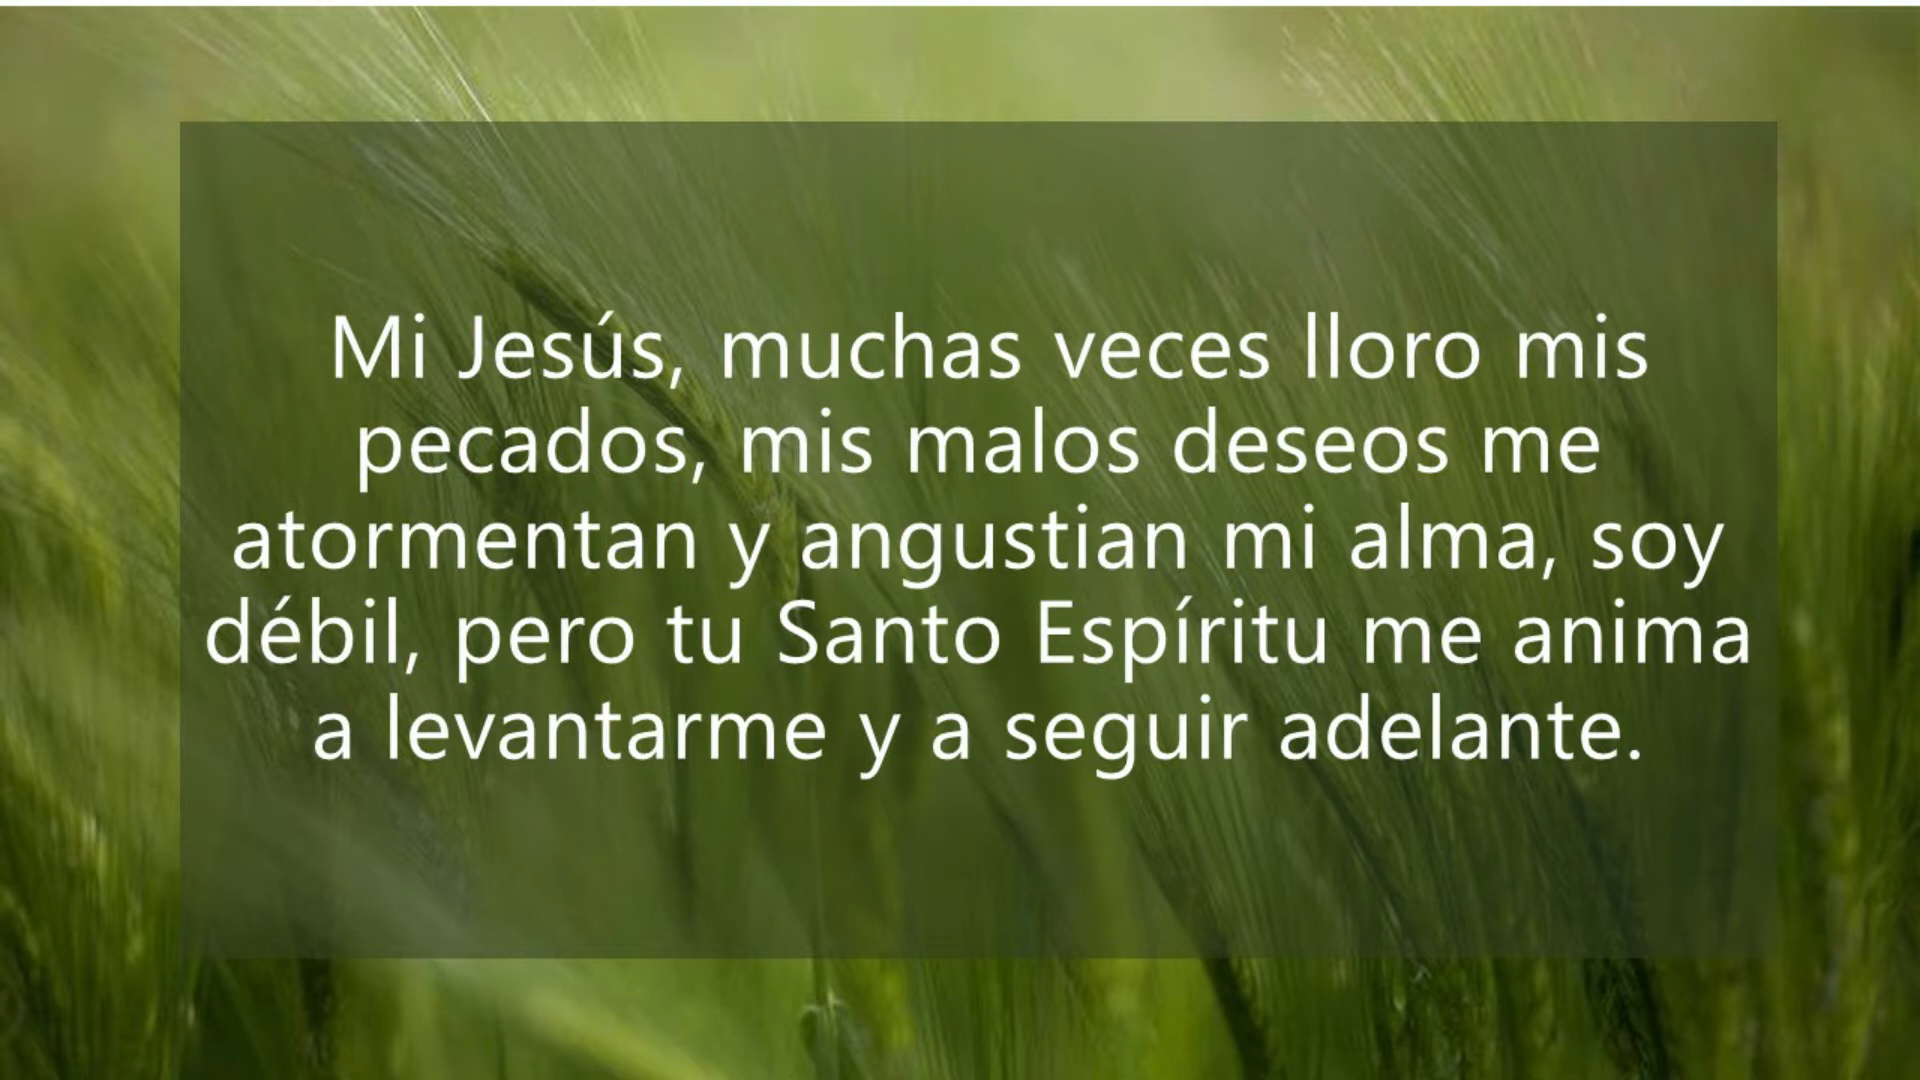 Mi Jesús, muchas veces lloro mis
pecados, mis malos deseos me
atormentan y angustian mi alma, soy
débil, pero tu Santo Espíritu me anima
a levantarme y a seguir adelante.